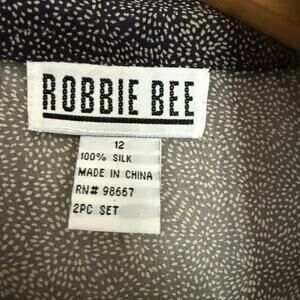 ROBBIE BEE
12
100% SILK
MADE IN CHINA
RN# 98667
2PC SET